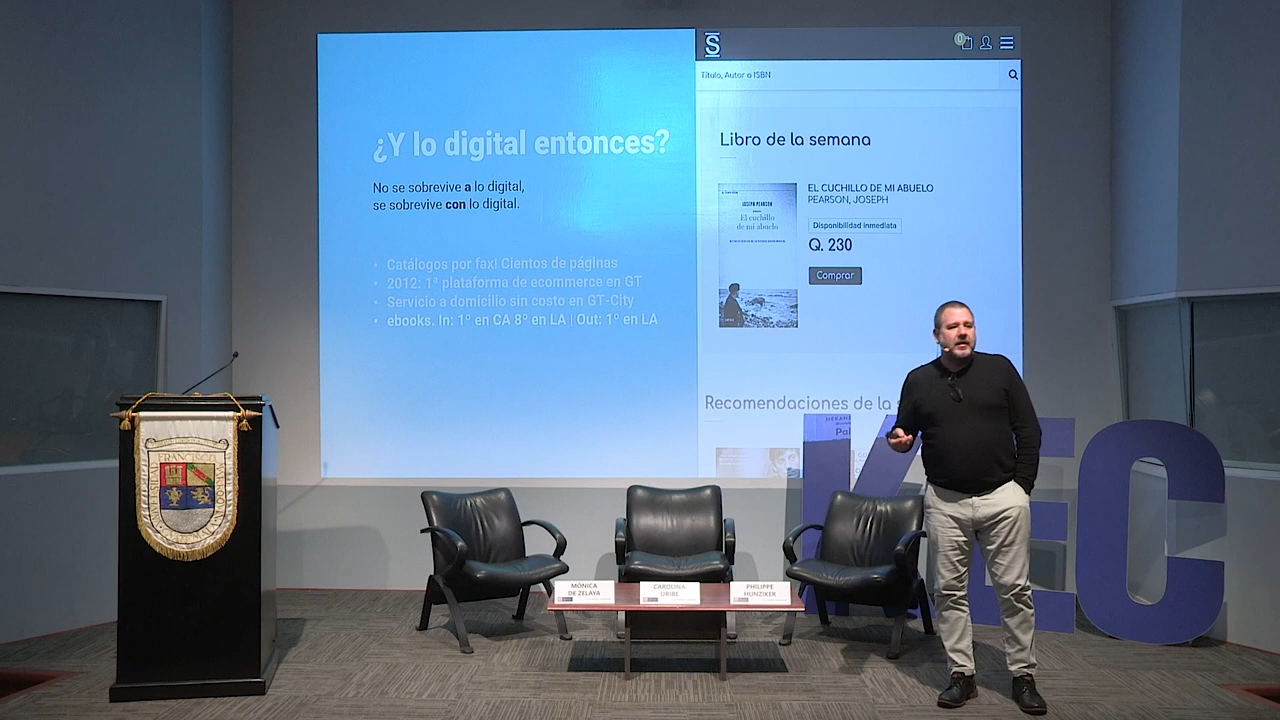 ¿Y lo digital entonces?
No se sobrevive a lo digital,
se sobrevive con lo digital.
• Catálogos por fax! Cientos de páginas
• 2012: 1ª plataforma de ecommerce en GT
• Servicio a domicilio sin costo en GT-City
• ebooks. In: 1º en CA 8º en LA | Out: 1º en LA
S
0
Título, Autor o ISBN
Libro de la semana
JOSEPH PEARSON
El cuchillo
de mi abuelo
EL CUCHILLO DE MI ABUELO
PEARSON, JOSEPH
Disponibilidad inmediata
Q. 230
Comprar
Recomendaciones de la s
FRANCISCO
UNIVERSIDAD
MARROQUÍN
MÓNICA
DE ZELAYA
CAROLINA
URIBE
PHILIPPE
HUNZIKER
EC